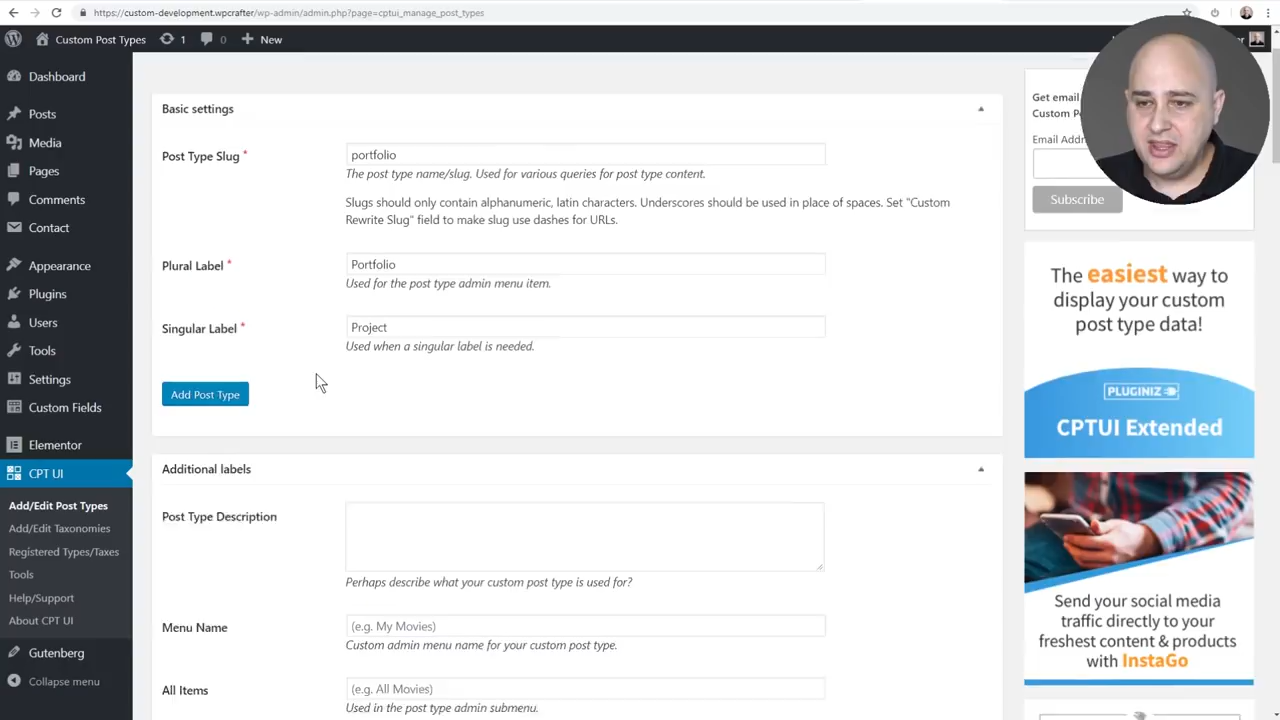 https://custom-development.wpcrafter/wp-admin/admin.php?page=cptui_manage_post_types
Custom Post Types
1
0
New
Dashboard
Posts
Media
Pages
Comments
Contact
Appearance
Plugins
Users
Tools
Settings
Custom Fields
Elementor
CPT UI
Add/Edit Post Types
Add/Edit Taxonomies
Registered Types/Taxes
Tools
Help/Support
About CPT UI
Gutenberg
Collapse menu
Basic settings
Post Type Slug *
portfolio
The post type name/slug. Used for various queries for post type content.
Slugs should only contain alphanumeric, latin characters. Underscores should be used in place of spaces. Set "Custom
Rewrite Slug" field to make slug use dashes for URLs.
Plural Label *
Portfolio
Used for the post type admin menu item.
Singular Label *
Project
Used when a singular label is needed.
Add Post Type
Additional labels
Post Type Description
Perhaps describe what your custom post type is used for?
Menu Name
(e.g. My Movies)
Custom admin menu name for your custom post type.
All Items
(e.g. All Movies)
Used in the post type admin submenu.
Get email
Custom
Email
Subscribe
The easiest way to
display your custom
post type data!
PLUGINIZ
CPTUI Extended
Send your social media
traffic directly to your
freshest content & products
with InstaGo